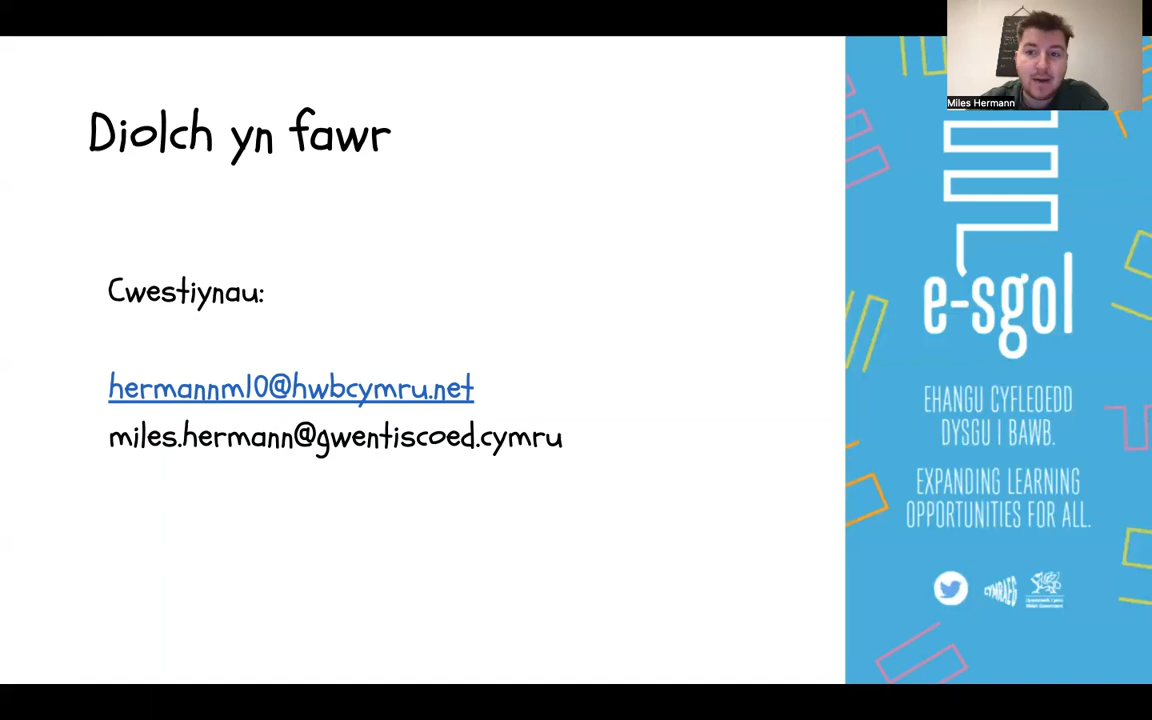 Diolch yn fawr
Cwestiynau:
hermannm10@hwbcymru.net
miles.hermann@gwentiscoed.cymru
Miles Hermann
e-sgol
EHANGU CYFLEOEDD
DYSGU I BAWB.
EXPANDING LEARNING
OPPORTUNITIES FOR ALL.
CYMRAEG